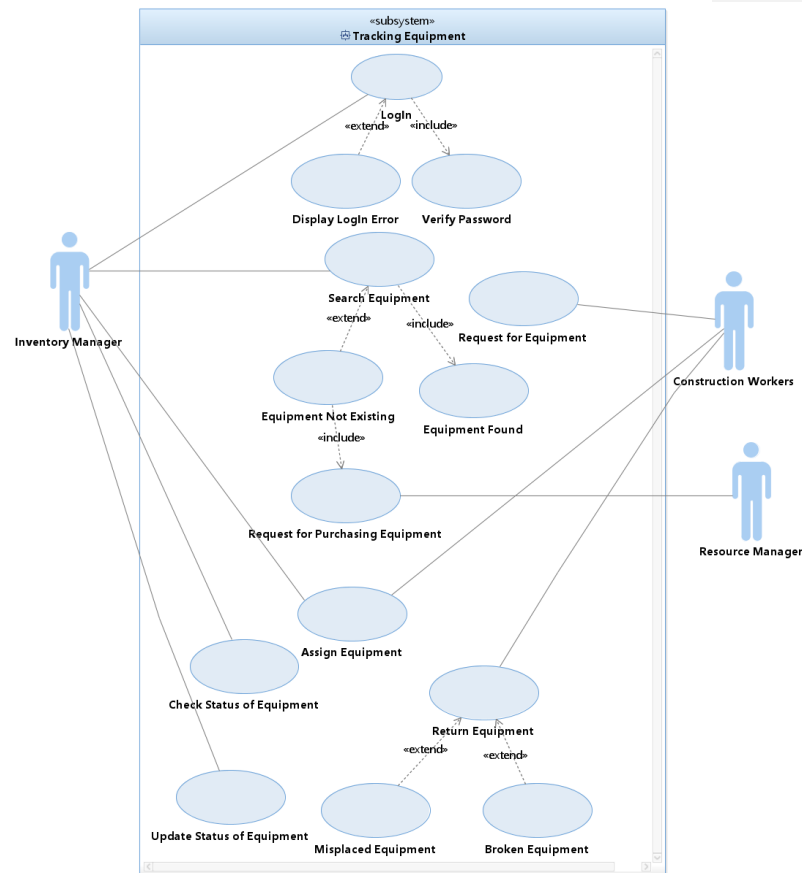 «subsystem»
Tracking Equipment
LogIn
«extend»
«include»
Display LogIn Error
Verify Password
Search Equipment
«extend»
«include»
Request for Equipment
Inventory Manager
Construction Workers
Equipment Not Existing
Equipment Found
«include»
Request for Purchasing Equipment
Resource Manager
Assign Equipment
Check Status of Equipment
Return Equipment
«extend»
«extend»
Update Status of Equipment
Misplaced Equipment
Broken Equipment